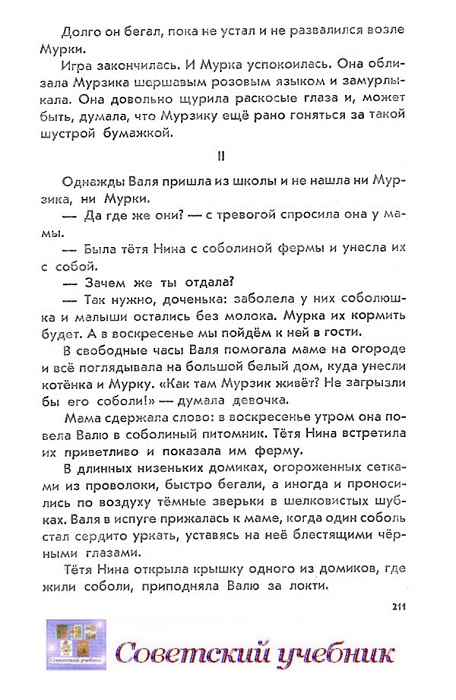 Долго он бегал, пока не устал и не развалился возле
Мурки.
Игра закончилась. И Мурка успокоилась. Она обли-
зала Мурзика шершавым розовым языком и замурлы-
кала. Она довольно щурила раскосые глаза и, может
быть, думала, что Мурзику ещё рано гоняться за такой
шустрой бумажкой.
II
Однажды Валя пришла из школы и не нашла ни Мур-
зика, ни Мурки.
— Да где же они? — с тревогой спросила она у ма-
мы.
— Была тётя Нина с соболиной фермы и унесла их
с собой.
— Зачем же ты отдала?
— Так нужно, доченька: заболела у них соболюш-
ка и малыши остались без молока. Мурка их кормить
будет. А в воскресенье мы пойдём к ней в гости.
В свободные часы Валя помогала маме на огороде
и всё поглядывала на большой белый дом, куда унесли
котёнка и Мурку. «Как там Мурзик живёт? Не загрызли
бы его соболи!» — думала девочка.
Мама сдержала слово: в воскресенье утром она по-
вела Валю в соболиный питомник. Тётя Нина встретила
их приветливо и показала им ферму.
В длинных низеньких домиках, огороженных сетка-
ми из проволоки, быстро бегали, а иногда и проноси-
лись по воздуху тёмные зверьки в шелковистых шуб-
ках. Валя в испуге прижалась к маме, когда один соболь
стал сердито уркать, уставясь на неё блестящими чёр-
ными глазами.
Тётя Нина открыла крышку одного из домиков, где
жили соболи, приподняла Валю за локти.
211
Советский учебник